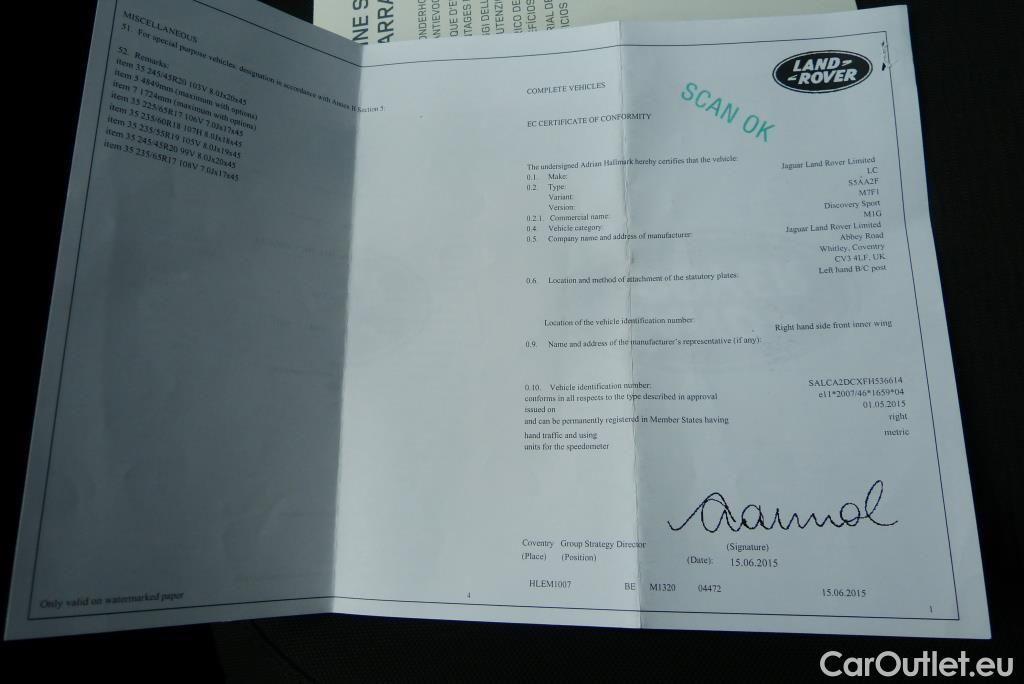 MISCELLANEOUS
51. For special purpose vehicles: designation in accordance with Annex II Section 5:
52. Remarks:
item 35 245/45R20 103V 8.0Jx20x45
item 5 4849mm (maximum with options)
item 7 1724mm (maximum with options)
item 35 225/65R17 106V 7.0Jx17x45
item 35 235/60R18 107H 8.0Jx18x45
item 35 235/55R19 105V 8.0Jx19x45
item 35 245/45R20 99V 8.0Jx20x45
item 35 235/65R17 108V 7.0Jx17x45
Only valid on watermarked paper
4
LAND-
-ROVER
SCAN OK
COMPLETE VEHICLES
EC CERTIFICATE OF CONFORMITY
The undersigned Adrian Hallmark hereby certifies that the vehicle:
0.1. Make: Jaguar Land Rover Limited
0.2. Type: LC
Variant: S5AA2F
Version: M7F1
0.2.1. Commercial name: Discovery Sport
0.4. Vehicle category: M1G
0.5. Company name and address of manufacturer: Jaguar Land Rover Limited
Abbey Road
Whitley, Coventry
CV3 4LF, UK
0.6. Location and method of attachment of the statutory plates: Left hand B/C post
Location of the vehicle identification number: Right hand side front inner wing
0.9. Name and address of the manufacturer's representative (if any):
0.10. Vehicle identification number: SALCA2DCXFH536614
conforms in all respects to the type described in approval e11*2007/46*1659*04
issued on 01.05.2015
and can be permanently registered in Member States having right
hand traffic and using metric
units for the speedometer
Coventry Group Strategy Director
(Place) (Position) (Date): 15.06.2015 (Signature)
HLEM1007 BE M1320 04472 15.06.2015
1
CarOutlet.eu